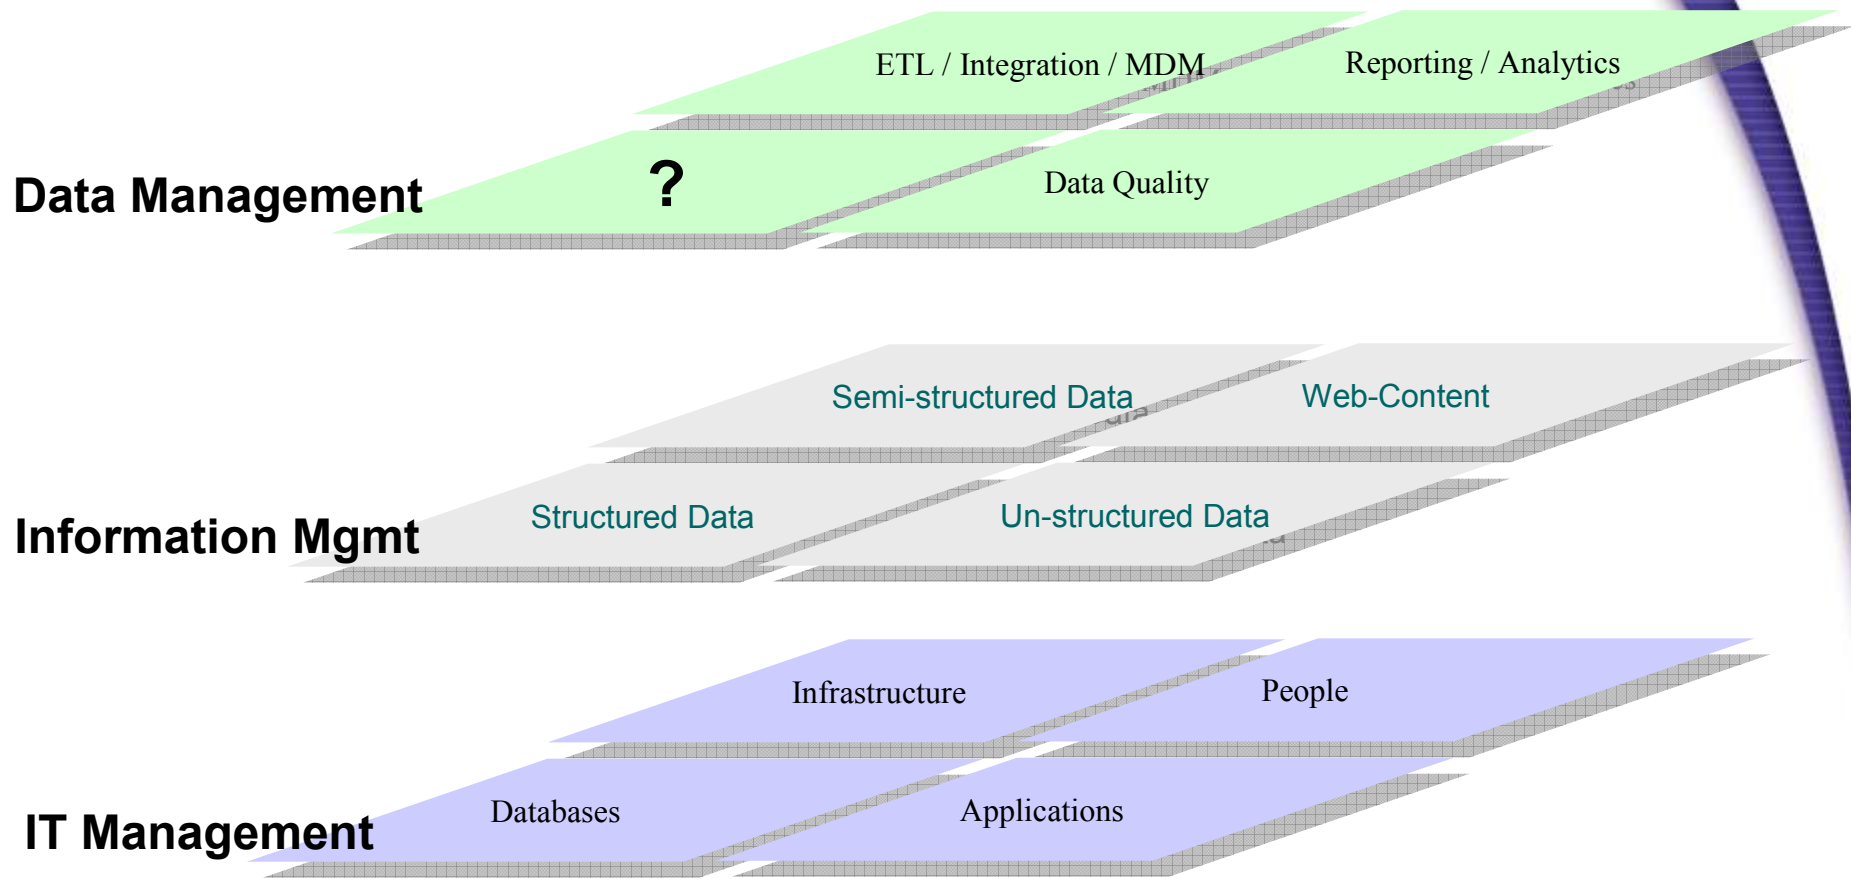 ETL / Integration / MDM
Reporting / Analytics
Data Management
?
Data Quality
Semi-structured Data
Web-Content
Information Mgmt
Structured Data
Un-structured Data
Infrastructure
People
IT Management
Databases
Applications